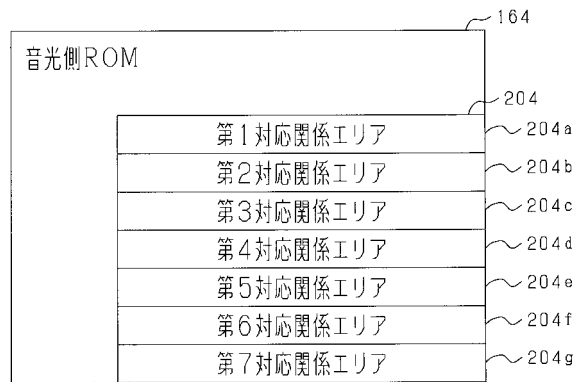 164
音光側ROM
204
第1対応関係エリア 204a
第2対応関係エリア 204b
第3対応関係エリア 204c
第4対応関係エリア 204d
第5対応関係エリア 204e
第6対応関係エリア 204f
第7対応関係エリア 204g